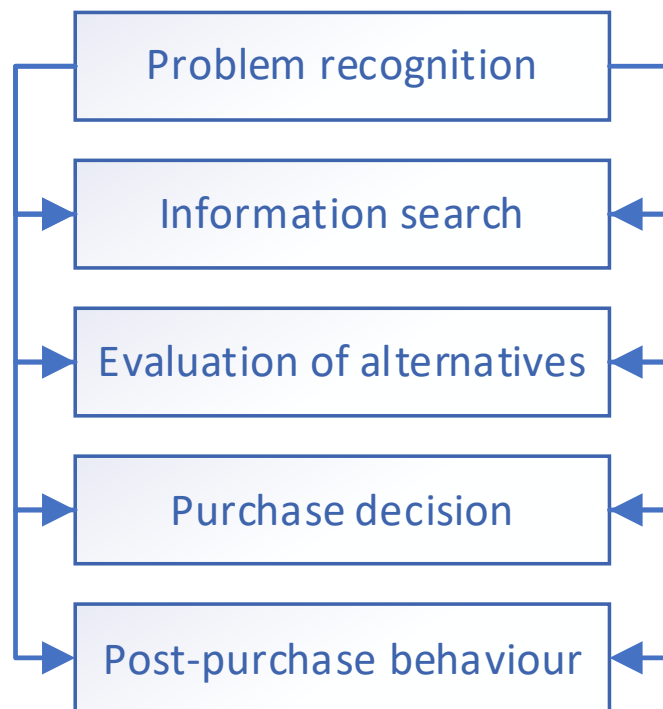 Problem recognition
Information search
Evaluation of alternatives
Purchase decision
Post-purchase behaviour